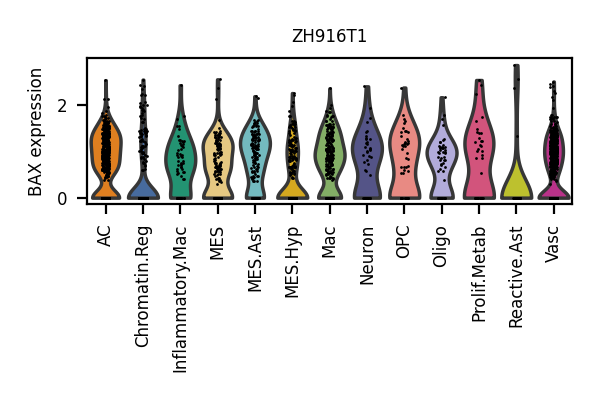 ZH916T1
BAX expression
2
0
AC
Chromatin.Reg
Inflammatory.Mac
MES
MES.Ast
MES.Hyp
Mac
Neuron
OPC
Oligo
Prolif.Metab
Reactive.Ast
Vasc